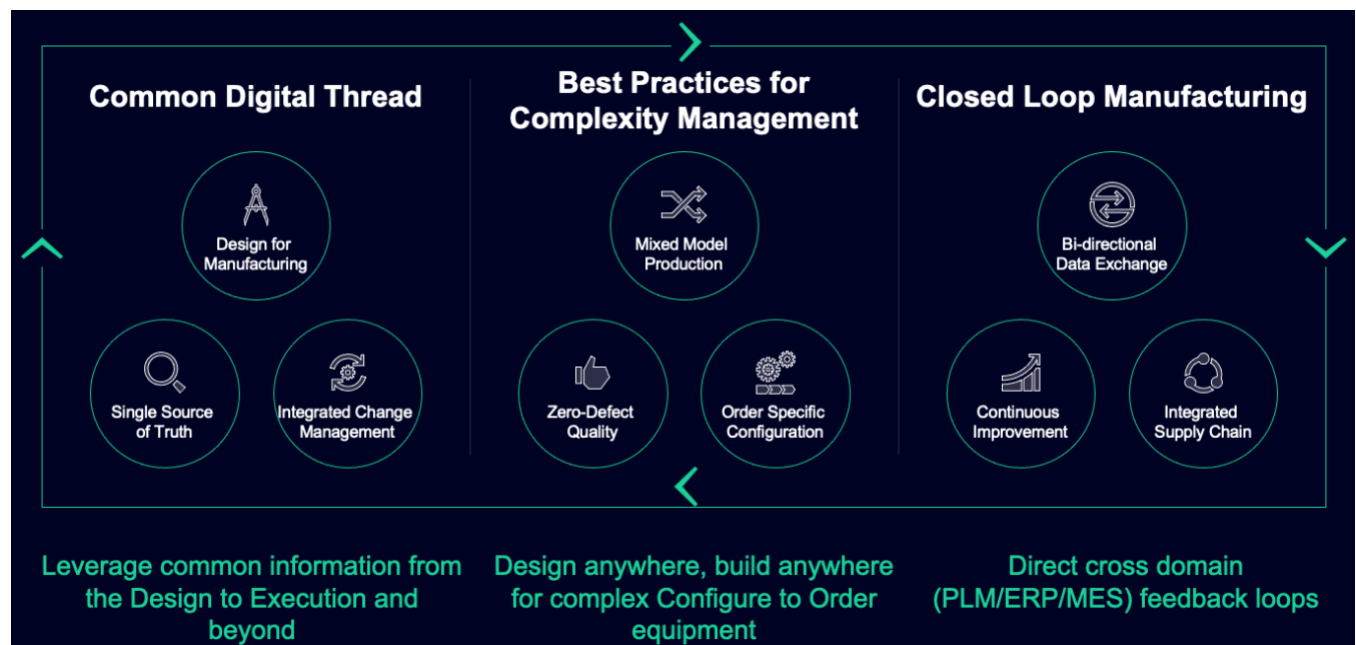 Common Digital Thread
Design for
Manufacturing
Single Source
of Truth
Integrated Change
Management
Leverage common information from
the Design to Execution and
beyond
Best Practices for
Complexity Management
Mixed Model
Production
Zero-Defect
Quality
Order Specific
Configuration
Design anywhere, build anywhere
for complex Configure to Order
equipment
Closed Loop Manufacturing
Bi-directional
Data Exchange
Continuous
Improvement
Integrated
Supply Chain
Direct cross domain
(PLM/ERP/MES) feedback loops